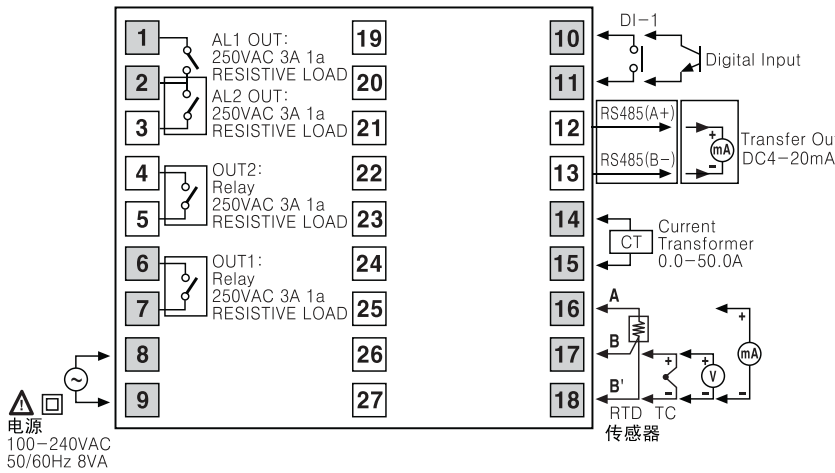 1
AL1 OUT:
250VAC 3A 1a
RESISTIVE LOAD
2
AL2 OUT:
250VAC 3A 1a
RESISTIVE LOAD
3
4
OUT2:
Relay
250VAC 3A 1a
RESISTIVE LOAD
5
6
OUT1:
Relay
250VAC 3A 1a
RESISTIVE LOAD
7
8
9
~
电源
100-240VAC
50/60Hz 8VA
19
20
21
22
23
24
25
26
27
10
DI-1
Digital Input
11
12
RS485(A+)
13
RS485(B-)
+
mA
-
Transfer Ou
DC4-20mA
14
CT
Current
Transformer
0.0-50.0A
15
16
A
17
B
18
B'
+
-
+
V
-
+
mA
-
RTD TC
传感器